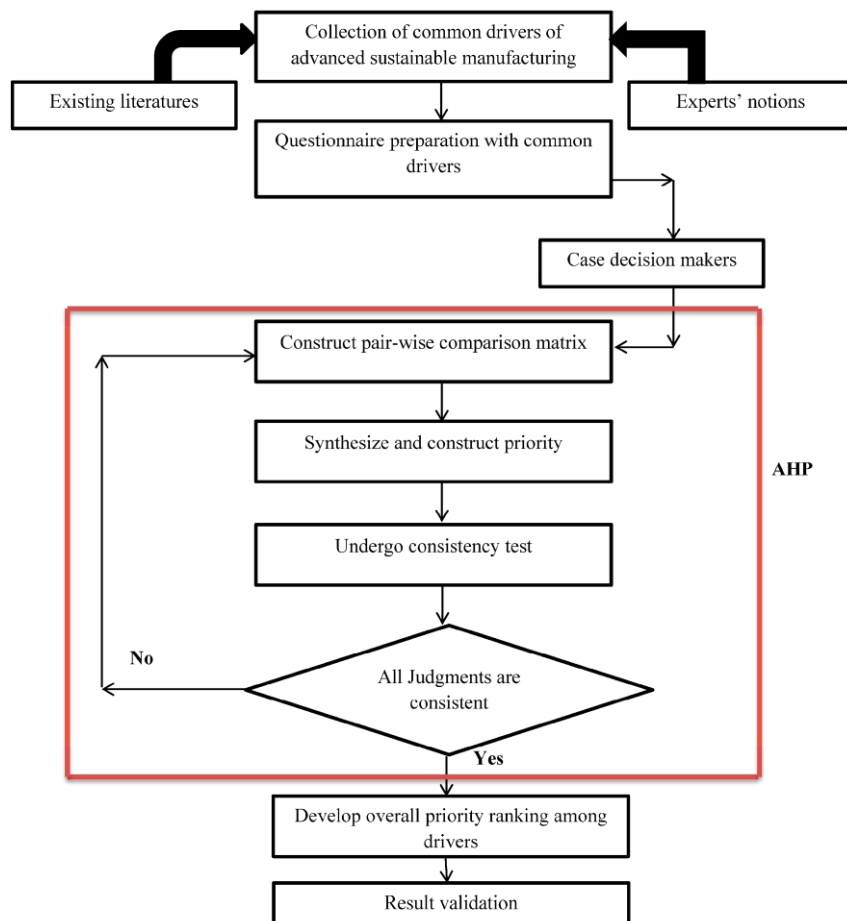 Collection of common drivers of
advanced sustainable manufacturing
Existing literatures
Experts’ notions
Questionnaire preparation with common
drivers
Case decision makers
Construct pair-wise comparison matrix
Synthesize and construct priority
AHP
Undergo consistency test
No
All Judgments are
consistent
Yes
Develop overall priority ranking among
drivers
Result validation